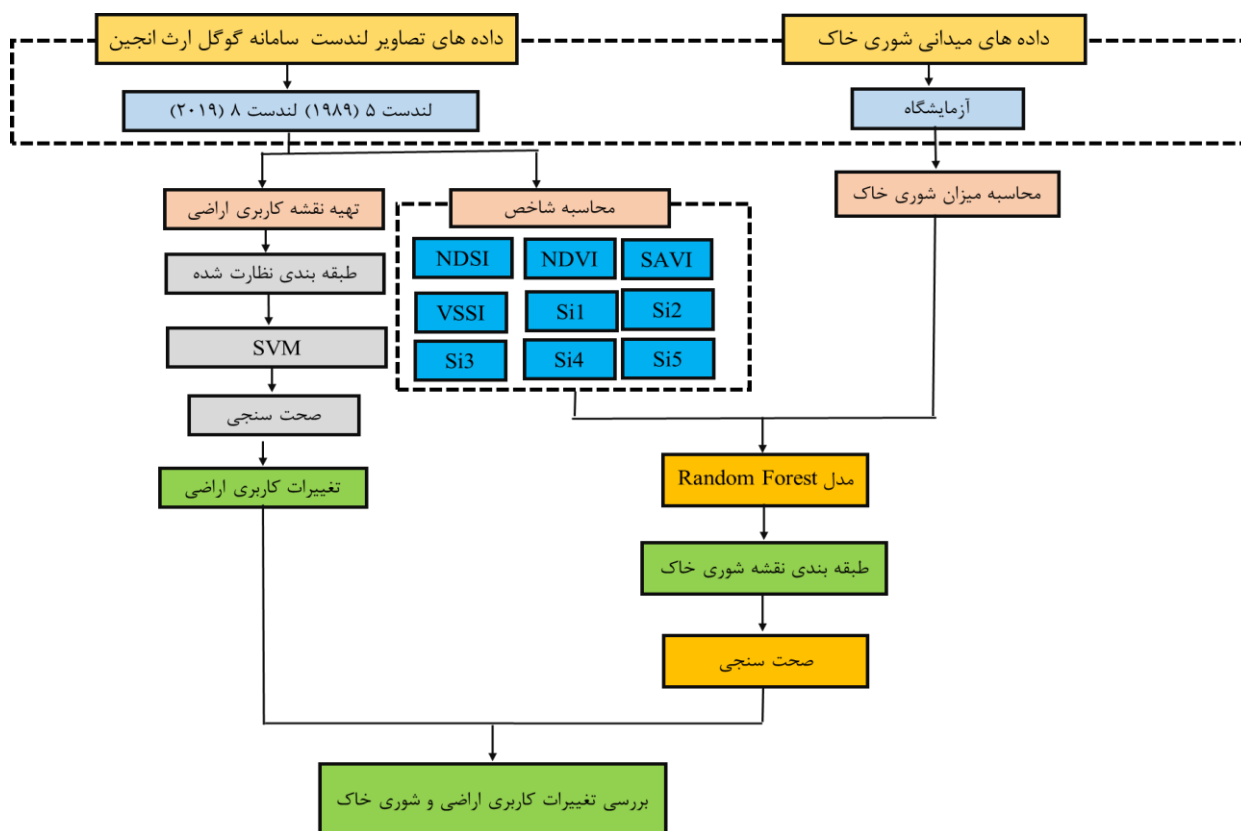 داده های میدانی شوری خاک
داده های تصاویر لندست سامانه گوگل ارث انجین
آزمایشگاه
لندست ۵ (۱۹۸۹) لندست ۸ (۲۰۱۹)
محاسبه میزان شوری خاک
محاسبه شاخص
تهیه نقشه کاربری اراضی
NDSI
NDVI
SAVI
VSSI
Si1
Si2
Si3
Si4
Si5
طبقه بندی نظارت شده
SVM
صحت سنجی
تغییرات کاربری اراضی
مدل Random Forest
طبقه بندی نقشه شوری خاک
صحت سنجی
بررسی تغییرات کاربری اراضی و شوری خاک